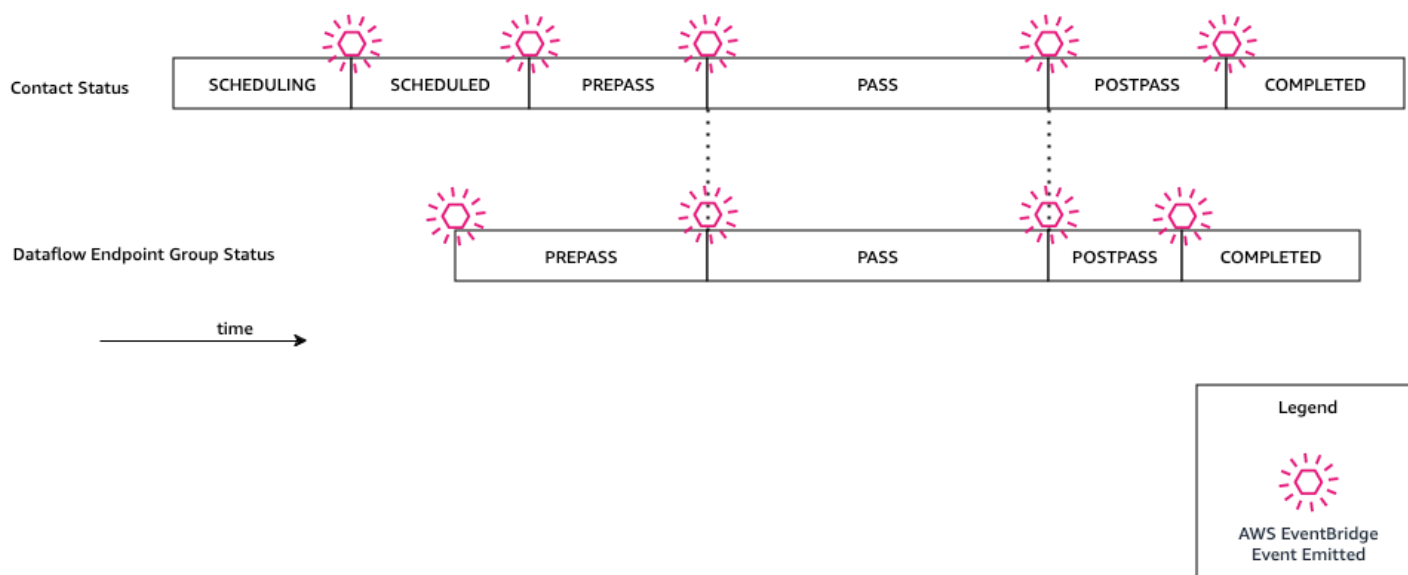 Contact Status
SCHEDULING
SCHEDULED
PREPASS
PASS
POSTPASS
COMPLETED
Dataflow Endpoint Group Status
PREPASS
PASS
POSTPASS
COMPLETED
time
Legend
AWS EventBridge
Event Emitted